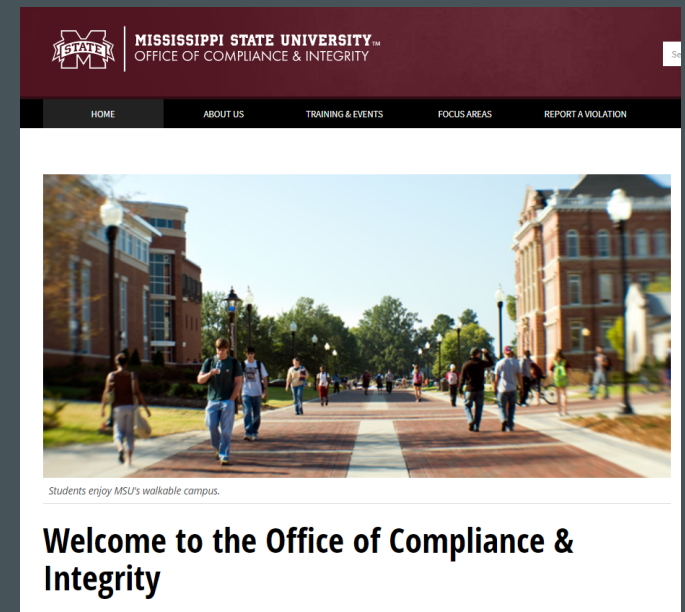 STATE
MISSISSIPPI STATE UNIVERSITY™
OFFICE OF COMPLIANCE & INTEGRITY
HOME ABOUT US TRAINING & EVENTS FOCUS AREAS REPORT A VIOLATION
Students enjoy MSU's walkable campus.
Welcome to the Office of Compliance &
Integrity